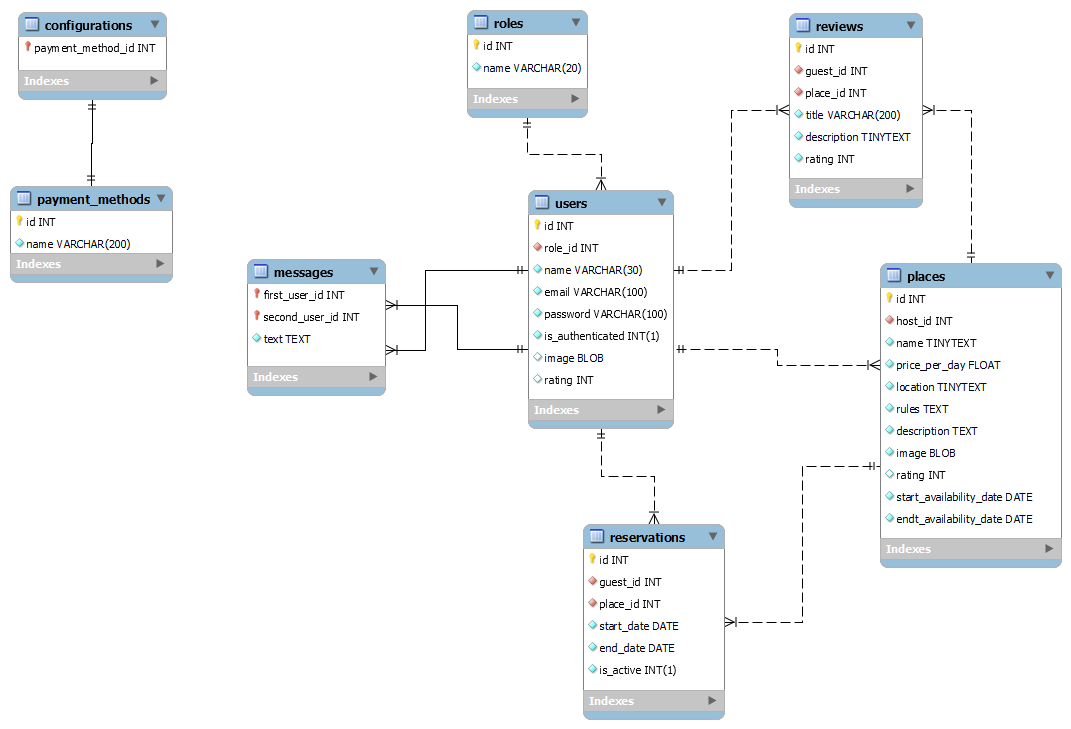 configurations
payment_method_id INT
Indexes
payment_methods
id INT
name VARCHAR(200)
Indexes
messages
first_user_id INT
second_user_id INT
text TEXT
Indexes
roles
id INT
name VARCHAR(20)
Indexes
users
id INT
role_id INT
name VARCHAR(30)
email VARCHAR(100)
password VARCHAR(100)
is_authenticated INT(1)
image BLOB
rating INT
Indexes
reservations
id INT
guest_id INT
place_id INT
start_date DATE
end_date DATE
is_active INT(1)
Indexes
reviews
id INT
guest_id INT
place_id INT
title VARCHAR(200)
description TINYTEXT
rating INT
Indexes
places
id INT
host_id INT
name TINYTEXT
price_per_day FLOAT
location TINYTEXT
rules TEXT
description TEXT
image BLOB
rating INT
start_availability_date DATE
endt_availability_date DATE
Indexes